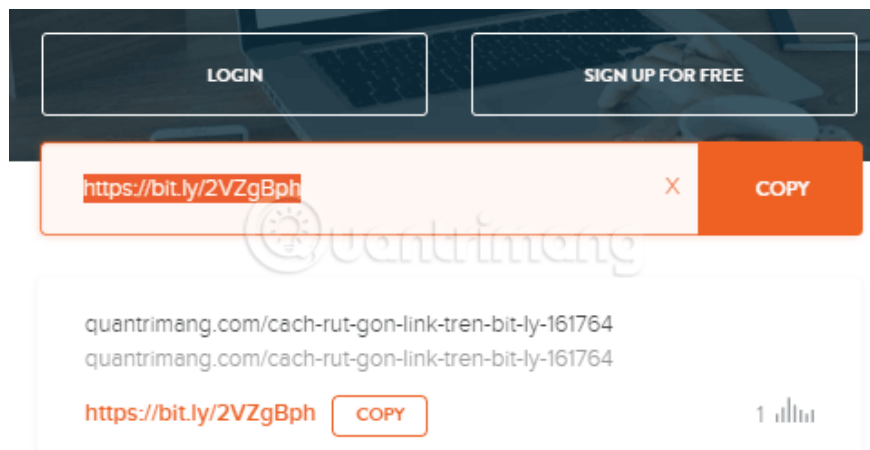 LOGIN
SIGN UP FOR FREE
https://bit.ly/2VZgBph X COPY
Quantrimang
quantrimang.com/cach-rut-gon-link-tren-bit-ly-161764
quantrimang.com/cach-rut-gon-link-tren-bit-ly-161764
https://bit.ly/2VZgBph COPY 1